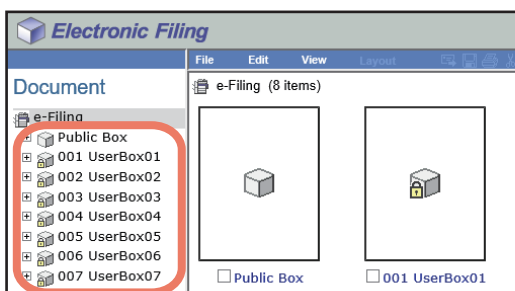 Electronic Filing
File Edit View Layout
Document
e-Filing (8 items)
e-Filing
Public Box
001 UserBox01
002 UserBox02
003 UserBox03
004 UserBox04
005 UserBox05
006 UserBox06
007 UserBox07
Public Box
001 UserBox01